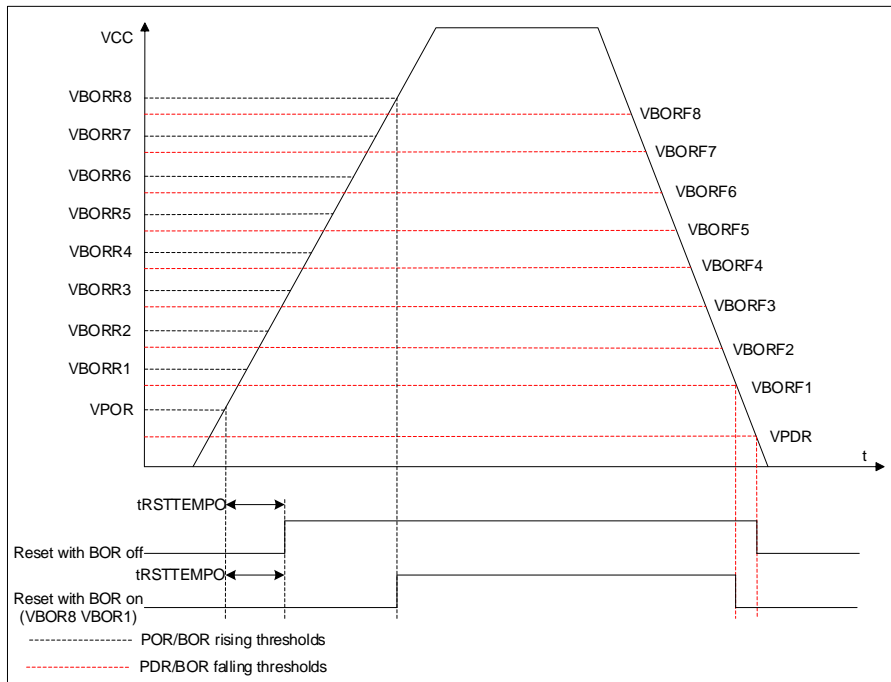 VCC
VBORR8
VBORF8
VBORR7
VBORF7
VBORR6
VBORF6
VBORR5
VBORF5
VBORR4
VBORF4
VBORR3
VBORF3
VBORR2
VBORF2
VBORR1
VBORF1
VPOR
VPDR
t
tRSTTEMPO
Reset with BOR off
tRSTTEMPO
Reset with BOR on
(VBOR8 VBOR1)
POR/BOR rising thresholds
PDR/BOR falling thresholds